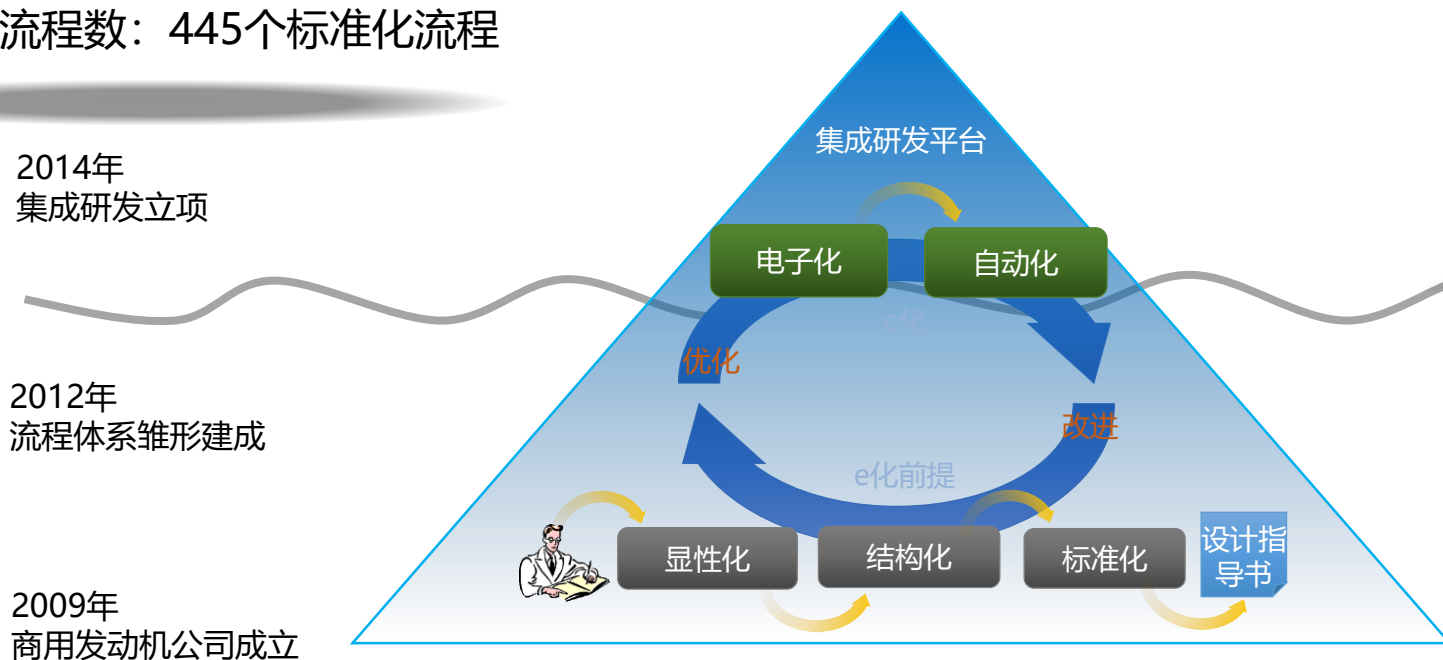 流程数：445个标准化流程
集成研发平台
2014年
集成研发立项
电子化
自动化
e化
优化
2012年
流程体系雏形建成
改进
e化前提
显性化
结构化
标准化
设计指
导书
2009年
商用发动机公司成立